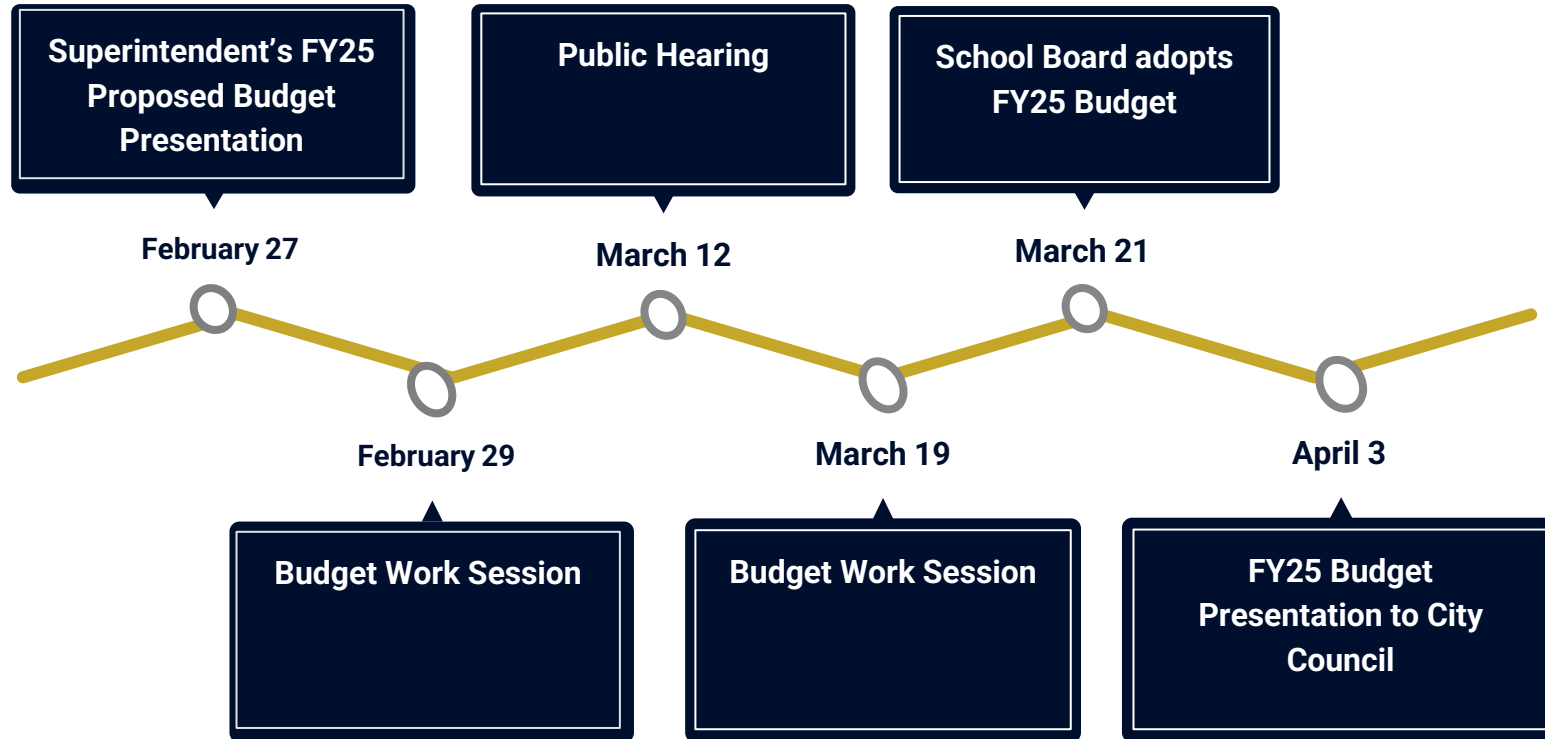 Superintendent’s FY25
Proposed Budget
Presentation
February 27
Public Hearing
March 12
School Board adopts
FY25 Budget
March 21
February 29
Budget Work Session
March 19
Budget Work Session
April 3
FY25 Budget
Presentation to City
Council